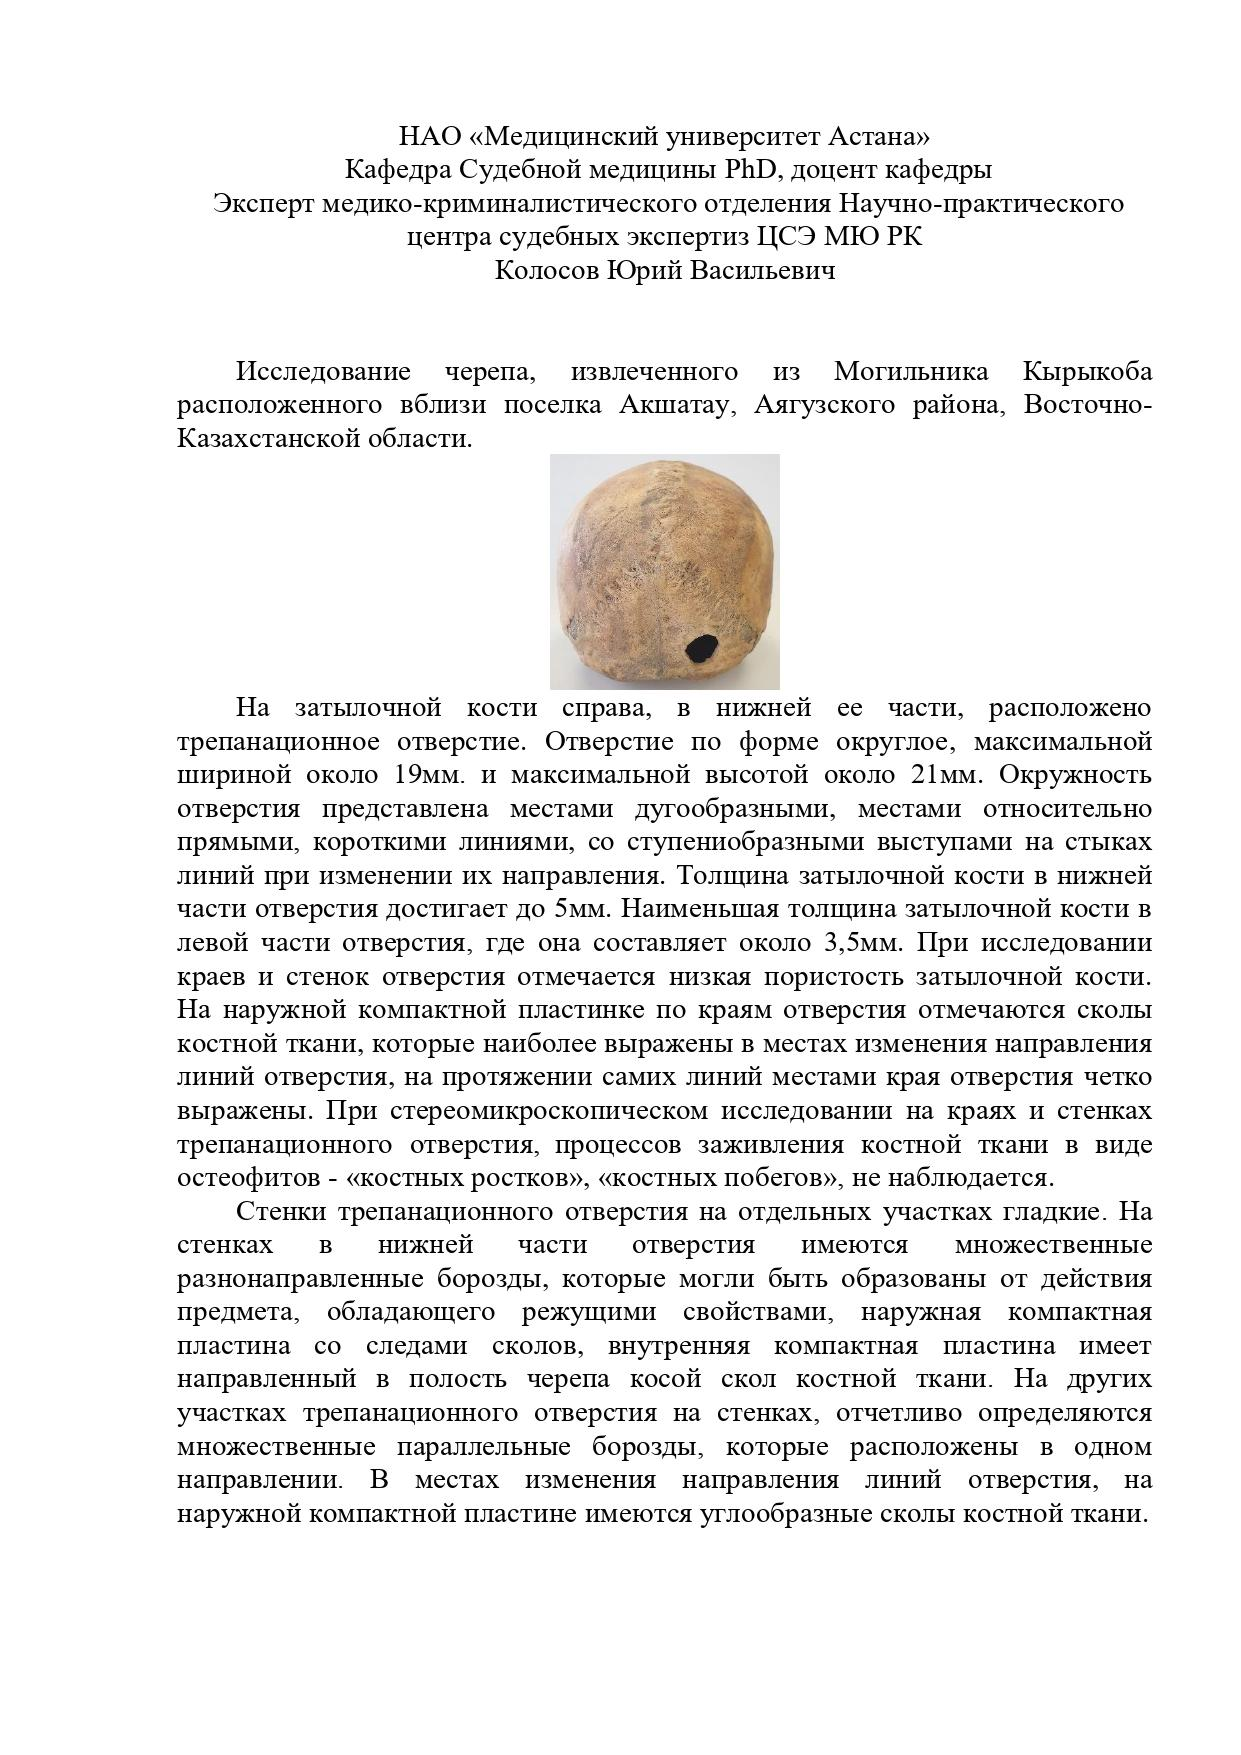 НАО «Медицинский университет Астана»
Кафедра Судебной медицины PhD, доцент кафедры
Эксперт медико-криминалистического отделения Научно-практического
центра судебных экспертиз ЦСЭ МЮ РК
Колосов Юрий Васильевич
Исследование черепа, извлеченного из Могильника Кырыкоба
расположенного вблизи поселка Акшатау, Аягузского района, Восточно-
Казахстанской области.
На затылочной кости справа, в нижней ее части, расположено
трепанационное отверстие. Отверстие по форме округлое, максимальной
шириной около 19мм. и максимальной высотой около 21мм. Окружность
отверстия представлена местами дугообразными, местами относительно
прямыми, короткими линиями, со ступениобразными выступами на стыках
линий при изменении их направления. Толщина затылочной кости в нижней
части отверстия достигает до 5мм. Наименьшая толщина затылочной кости в
левой части отверстия, где она составляет около 3,5мм. При исследовании
краев и стенок отверстия отмечается низкая пористость затылочной кости.
На наружной компактной пластинке по краям отверстия отмечаются сколы
костной ткани, которые наиболее выражены в местах изменения направления
линий отверстия, на протяжении самих линий местами края отверстия четко
выражены. При стереомикроскопическом исследовании на краях и стенках
трепанационного отверстия, процессов заживления костной ткани в виде
остеофитов - «костных ростков», «костных побегов», не наблюдается.
Стенки трепанационного отверстия на отдельных участках гладкие. На
стенках в нижней части отверстия имеются множественные
разнонаправленные борозды, которые могли быть образованы от действия
предмета, обладающего режущими свойствами, наружная компактная
пластина со следами сколов, внутренняя компактная пластина имеет
направленный в полость черепа косой скол костной ткани. На других
участках трепанационного отверстия на стенках, отчетливо определяются
множественные параллельные борозды, которые расположены в одном
направлении. В местах изменения направления линий отверстия, на
наружной компактной пластине имеются углообразные сколы костной ткани.